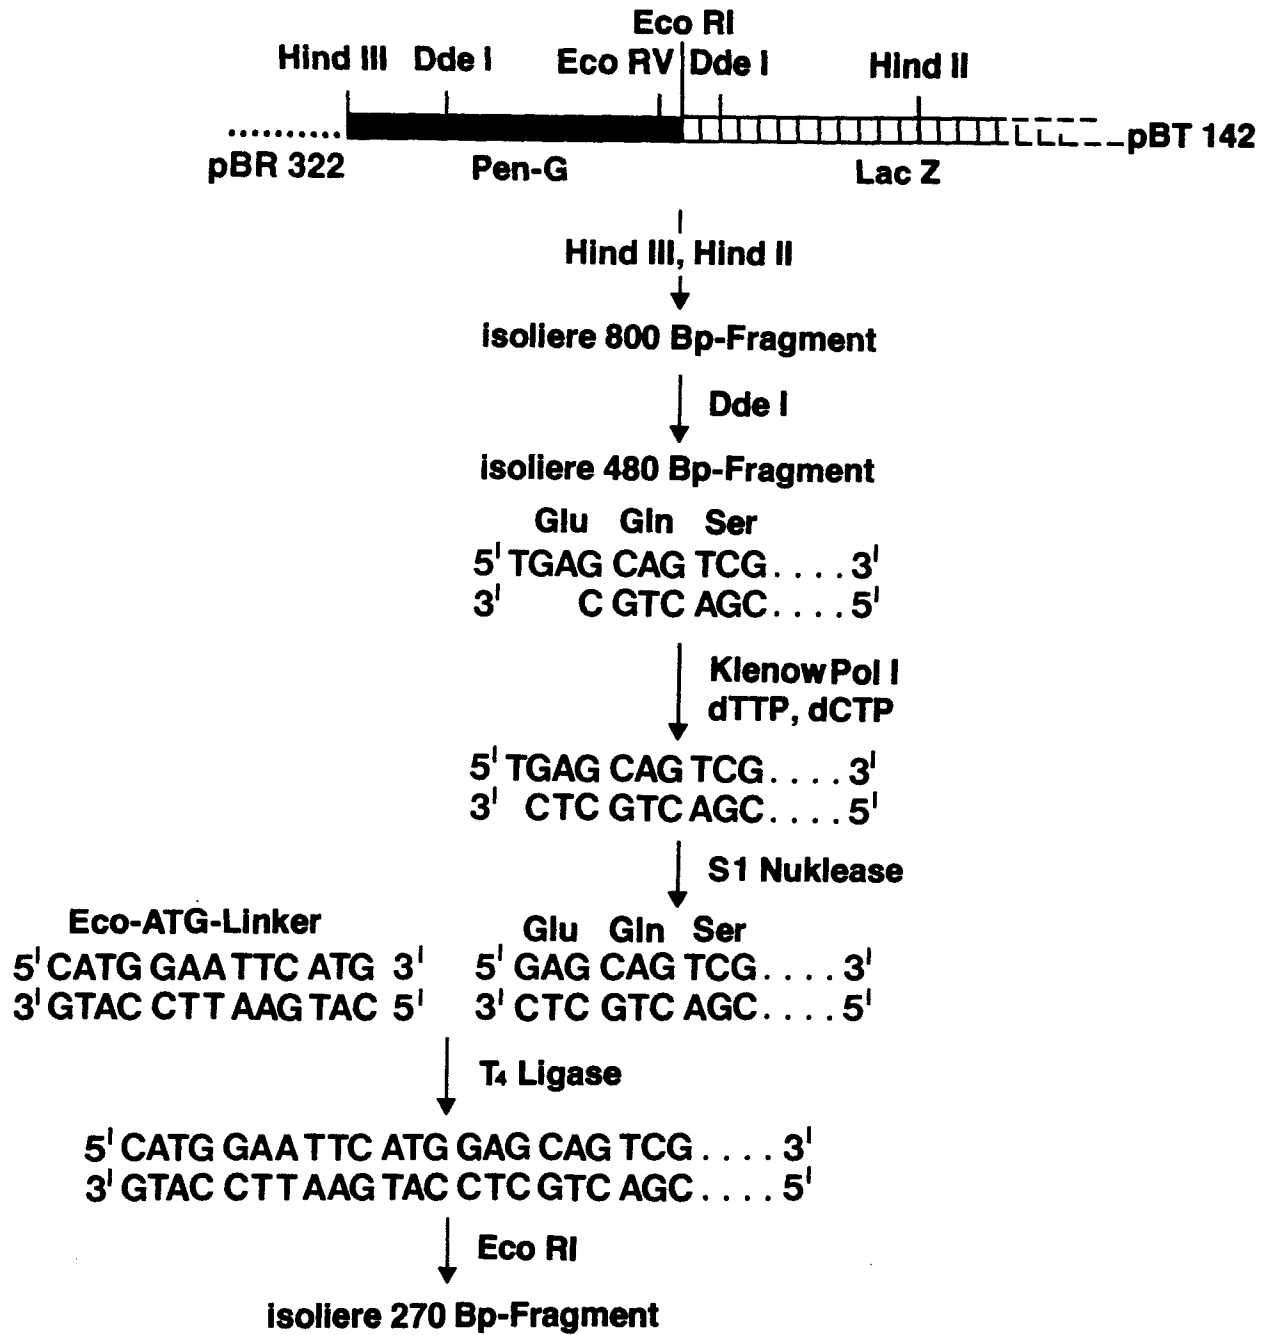 Eco RI
Hind III Dde I Eco RV Dde I Hind II
pBT 142
pBR 322 Pen-G Lac Z
Hind III, Hind II
isoliere 800 Bp-Fragment
Dde I
isoliere 480 Bp-Fragment
Glu Gln Ser
5' TGAG CAG TCG....3'
3' C GTC AGC....5'
Klenow Pol I
dTTP, dCTP
5' TGAG CAG TCG....3'
3' CTC GTC AGC....5'
S1 Nuklease
Eco-ATG-Linker Glu Gln Ser
5' CATG GAA TTC ATG 3' 5' GAG CAG TCG....3'
3' GTAC CTT AAG TAC 5' 3' CTC GTC AGC....5'
T4 Ligase
5' CATG GAA TTC ATG GAG CAG TCG....3'
3' GTAC CTT AAG TAC CTC GTC AGC....5'
Eco RI
isoliere 270 Bp-Fragment